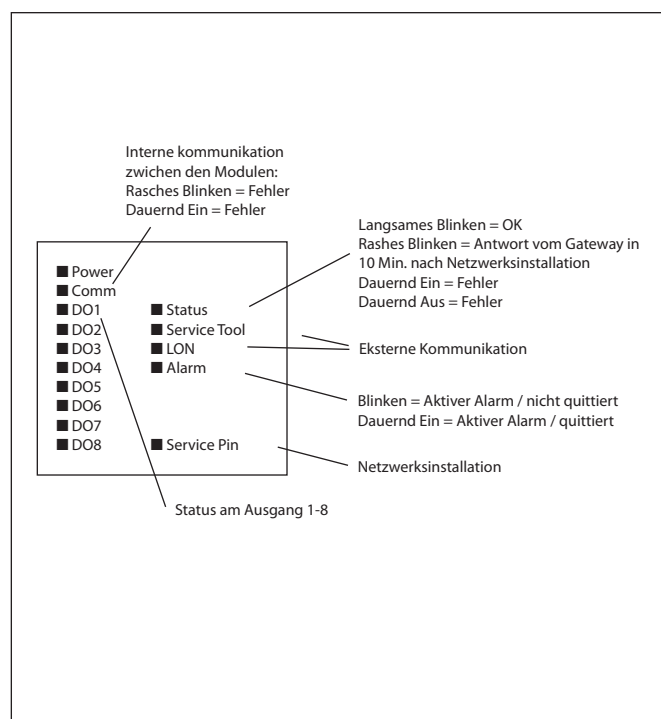 Interne kommunikation
zwichen den Modulen:
Rasches Blinken = Fehler
Dauernd Ein = Fehler
Langsames Blinken = OK
Rashes Blinken = Antwort vom Gateway in
10 Min. nach Netzwerksinstallation
Dauernd Ein = Fehler
Dauernd Aus = Fehler
Power
Comm
DO1
DO2
DO3
DO4
DO5
DO6
DO7
DO8
Status
Service Tool
LON
Alarm
Service Pin
Eksterne Kommunikation
Blinken = Aktiver Alarm / nicht quittiert
Dauernd Ein = Aktiver Alarm / quittiert
Netzwerksinstallation
Status am Ausgang 1-8